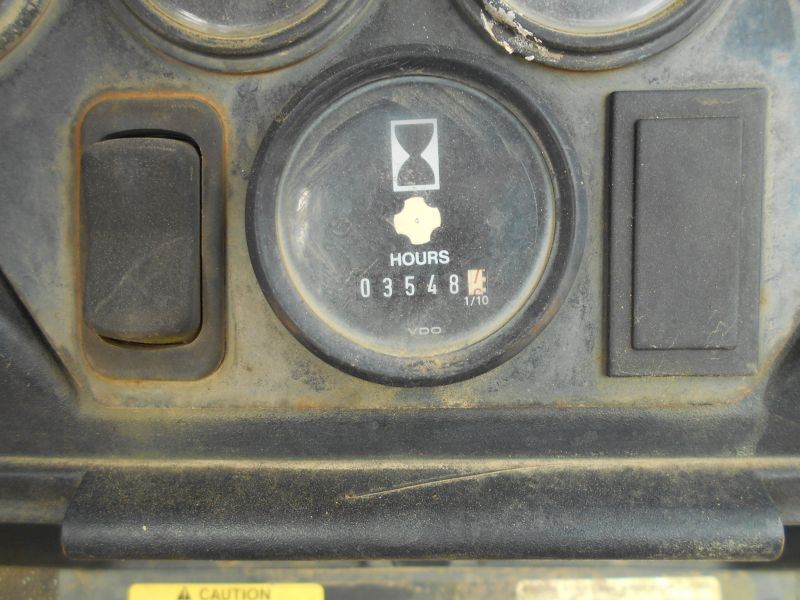 HOURS
03548
1/10
VDO
CAUTION